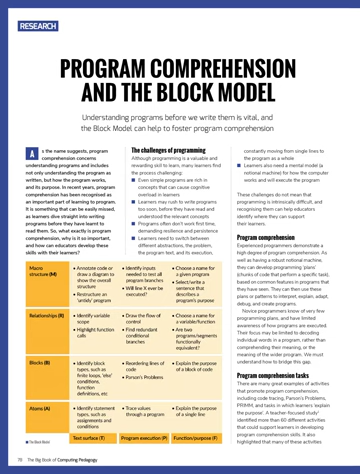 RESEARCH
PROGRAM COMPREHENSION
AND THE BLOCK MODEL
Understanding programs before we write them is vital, and
the Block Model can help to foster program comprehension
A s the name suggests, program
comprehension concerns
understanding programs and includes
not only understanding the program as
written, but how the program works,
and its purpose. In recent years, program
comprehension has been recognised as
an important part of learning to program.
It is something that can be easily missed,
as learners dive straight into writing
programs before they have learnt to
read them. So, what exactly is program
comprehension, why is it so important,
and how can educators develop these
skills with their learners?
The challenges of programming
Although programming is a valuable and
rewarding skill to learn, many learners find
the process challenging:
■ Even simple programs are rich in
concepts that can cause cognitive
overload in learners
■ Learners may rush to write programs
too soon, before they have read and
understood the relevant concepts
■ Programs often don't work first time,
demanding resilience and persistence
■ Learners need to switch between
different abstractions, the problem,
the program text, and its execution,
constantly moving from single lines to
the program as a whole
■ Learners also need a mental model (a
notional machine) for how the computer
works and will execute the program
These challenges do not mean that
programming is intrinsically difficult, and
recognising them can help educators
identify where they can support
their learners.
Program comprehension
Experienced programmers demonstrate a
high degree of program comprehension. As
well as having a robust notional machine,
they can develop programming 'plans'
(chunks of code that perform a specific task),
based on common features in programs that
they have seen. They can then use these
plans or patterns to interpret, explain, adapt,
debug, and create programs.
Novice programmers know of very few
programming plans, and have limited
awareness of how programs are executed.
Their focus may be limited to decoding
individual words in a program, rather than
comprehending their meaning, or the
meaning of the wider program. We must
understand how to bridge this gap.
Program comprehension tasks
There are many great examples of activities
that promote program comprehension,
including code tracing, Parson's Problems,
PRIMM, and tasks in which learners 'explain
the purpose'. A teacher-focused study¹
identified more than 60 different activities
that could support learners in developing
program comprehension skills. It also
highlighted that many of these activities
Macro
structure (M)
• Annotate code or
draw a diagram to
show the overall
structure
• Restructure an
'untidy' program
• Identify inputs
needed to test all
program branches
• Will line X ever be
executed?
• Choose a name for
a given program
• Select/write a
sentence that
describes a
program's purpose
Relationships (R)
• Identify variable
scope
• Highlight function
calls
• Draw the flow of
control
• Find redundant
conditional
branches
• Choose a name for
a variable/function
• Are two
programs/segments
functionally
equivalent?
Blocks (B)
• Identify block
types, such as
finite loops, 'else'
conditions,
function
definitions, etc
• Reordering lines of
code
• Parson's Problems
• Explain the purpose
of a block of code
Atoms (A)
• Identify statement
types, such as
assignments and
conditions
• Trace values
through a program
• Explain the purpose
of a single line
Text surface (T)
Program execution (P)
Function/purpose (F)
■ The Block Model
78 The Big Book of Computing Pedagogy